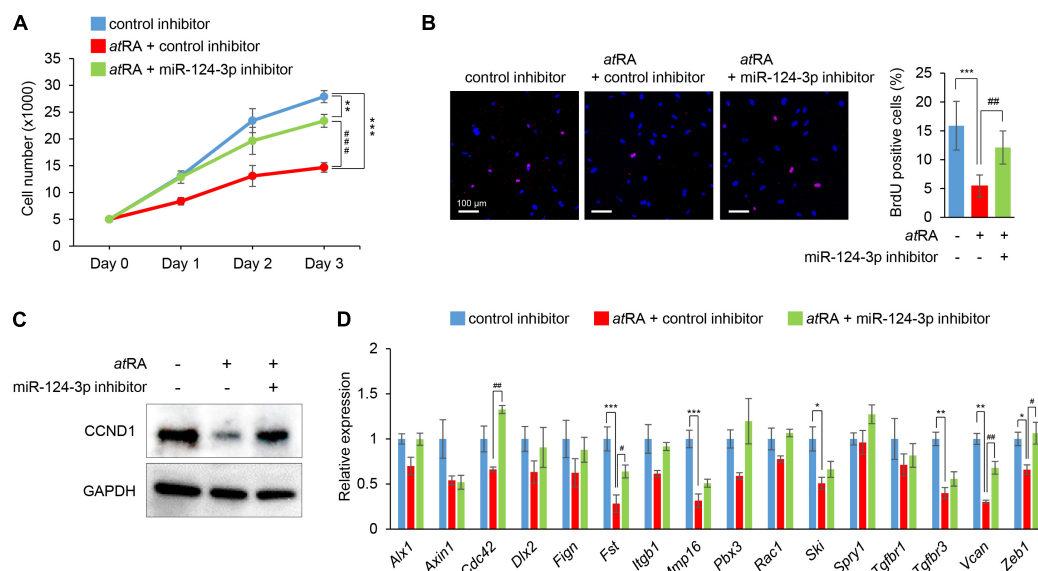 A
control inhibitor
atRA + control inhibitor
atRA + miR-124-3p inhibitor
Cell number (x1000)
35
30
25
20
15
10
5
0
Day 0 Day 1 Day 2 Day 3
**
###
***
B
control inhibitor
atRA
+ control inhibitor
atRA
+ miR-124-3p inhibitor
100 μm
BrdU positive cells (%)
25
20
15
10
5
0
***
##
atRA - + +
miR-124-3p inhibitor - - +
C
atRA - + +
miR-124-3p inhibitor - - +
CCND1
GAPDH
D
control inhibitor
atRA + control inhibitor
atRA + miR-124-3p inhibitor
Relative expression
2
1.5
1
0.5
0
##
***
#
***
*
**
**
##
*
#
Alx1 Axin1 Cdc42 Dlx2 Fign Fst Itgb1 Mmp16 Pbx3 Rac1 Ski Spry1 Tgfbr1 Tgfbr3 Vcan Zeb1